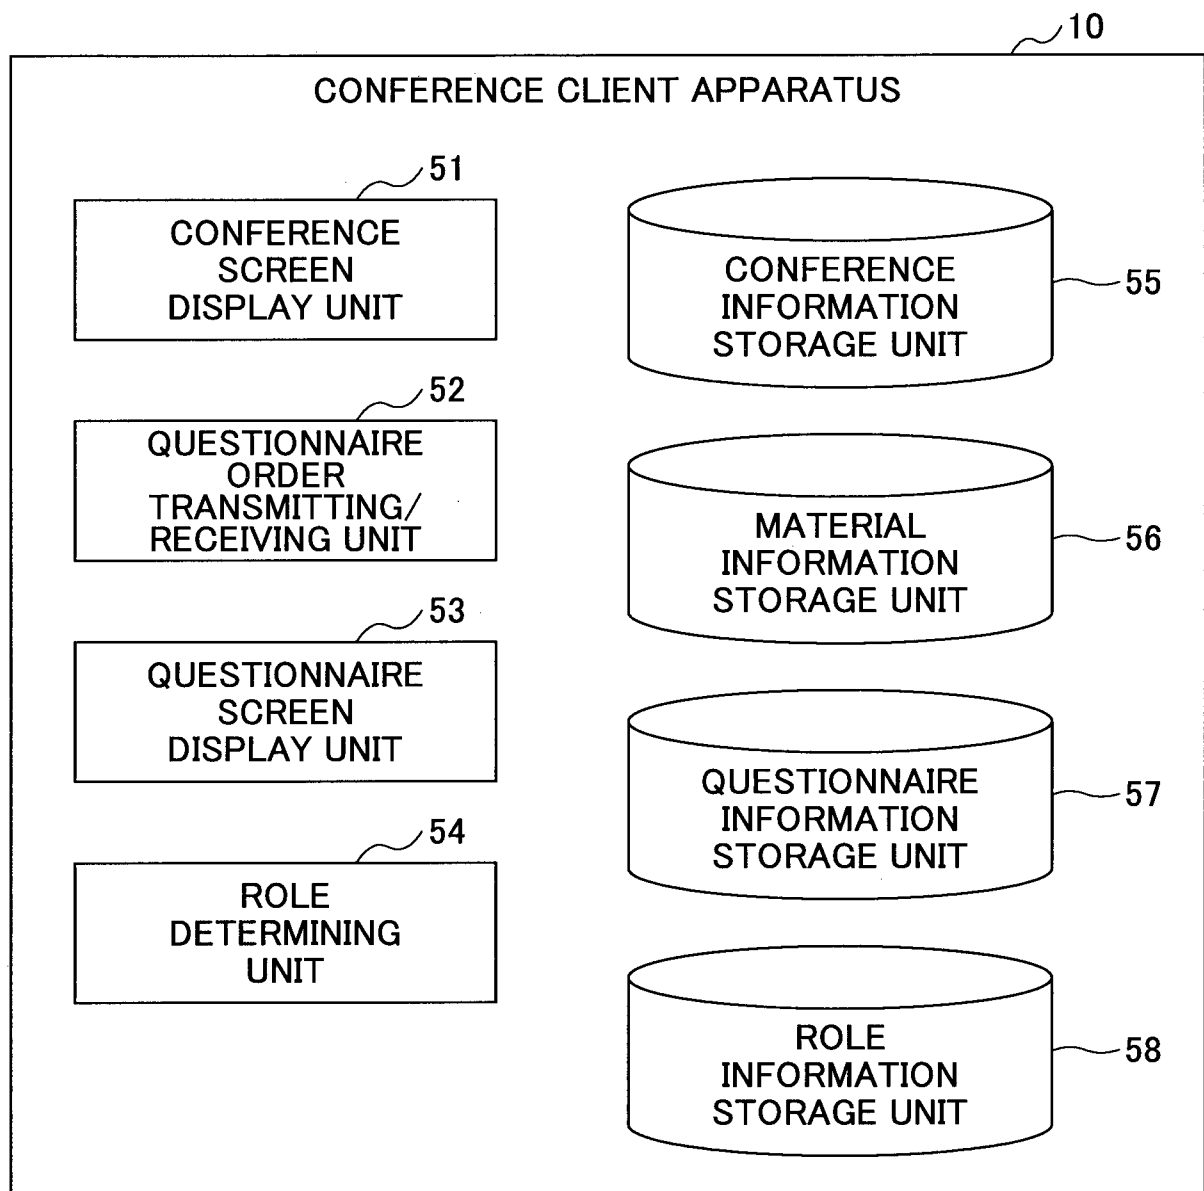 10
CONFERENCE CLIENT APPARATUS
51
CONFERENCE
SCREEN
DISPLAY UNIT
52
QUESTIONNAIRE
ORDER
TRANSMITTING/
RECEIVING UNIT
53
QUESTIONNAIRE
SCREEN
DISPLAY UNIT
54
ROLE
DETERMINING
UNIT
CONFERENCE
INFORMATION
STORAGE UNIT
55
MATERIAL
INFORMATION
STORAGE UNIT
56
QUESTIONNAIRE
INFORMATION
STORAGE UNIT
57
ROLE
INFORMATION
STORAGE UNIT
58